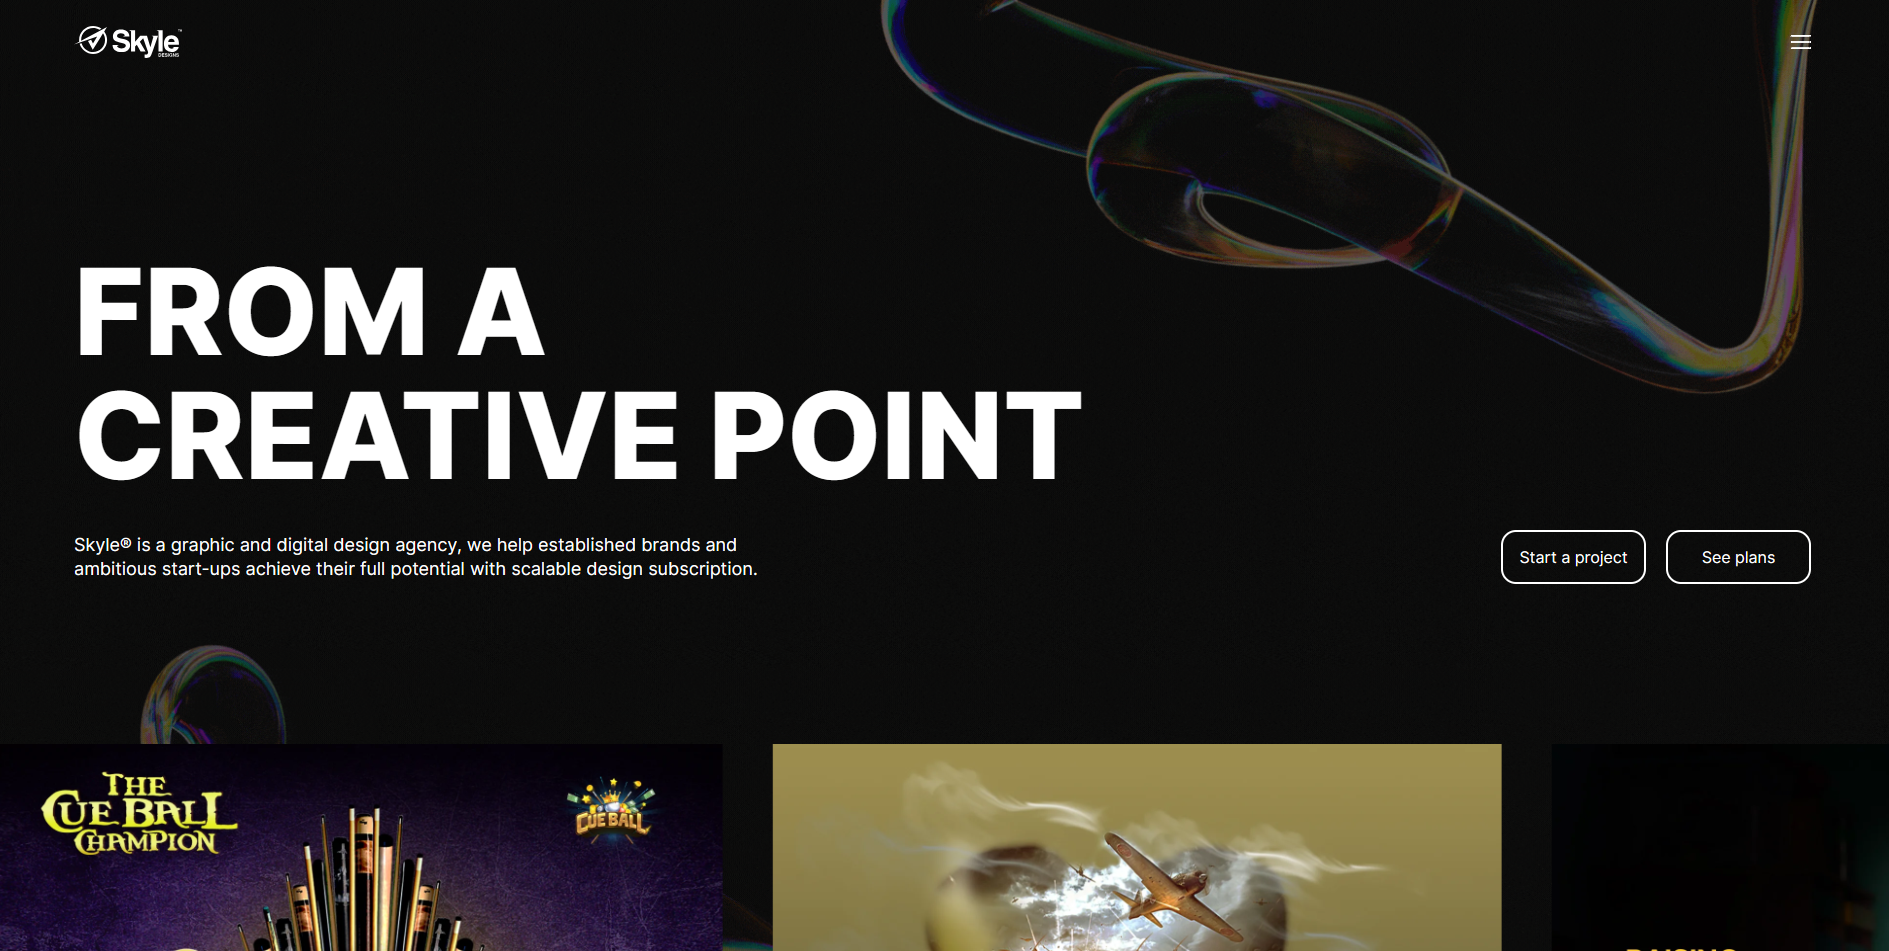 Skyle™
DESIGNS
FROM A
CREATIVE POINT
Skyle® is a graphic and digital design agency, we help established brands and
ambitious start-ups achieve their full potential with scalable design subscription.
Start a project
See plans
THE
CUE BALL
CHAMPION
CUE BALL